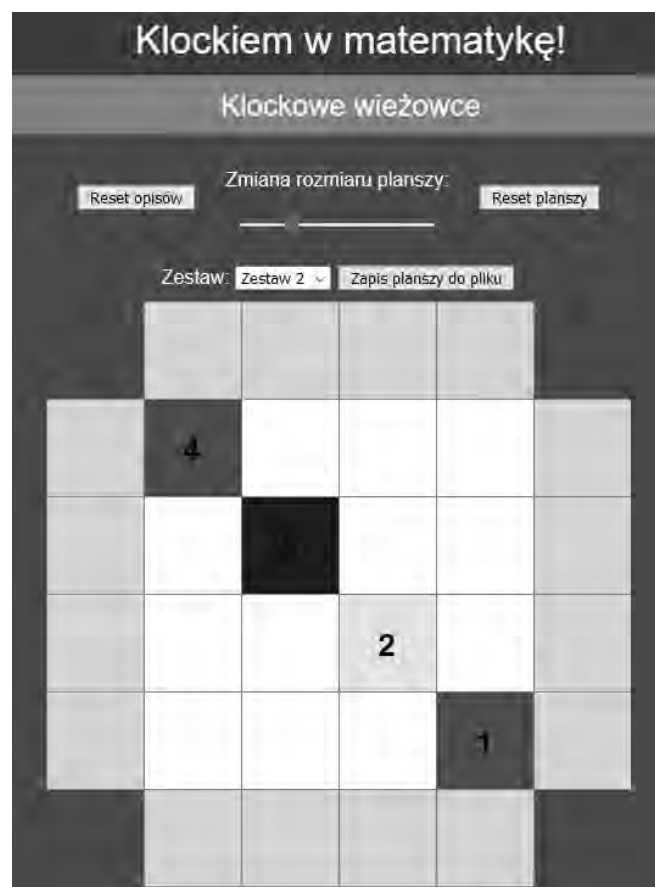 Klockiem w matematykę!
Klockowe wieżowce
Zmiana rozmiaru planszy:
Reset opisów
Reset planszy
Zestaw: Zestaw 2 Zapis planszy do pliku
4
2
1